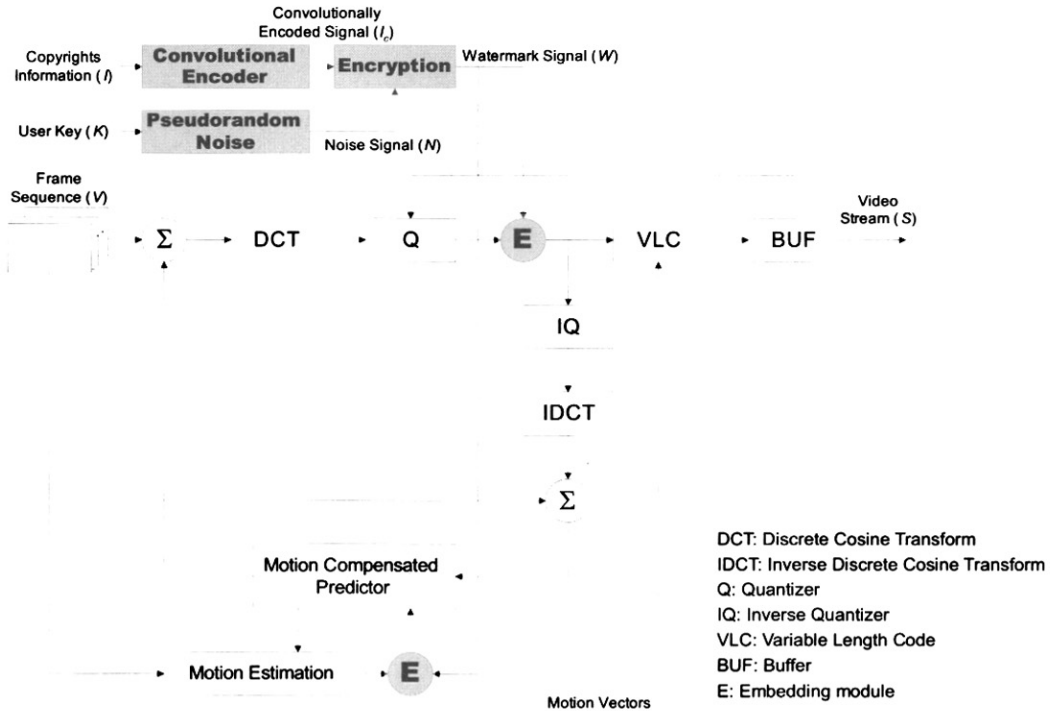 Convolutionally
Encoded Signal (Ic)
Copyrights
Information (I)
Convolutional
Encoder
Encryption
Watermark Signal (W)
User Key (K)
Pseudorandom
Noise
Noise Signal (N)
Frame
Sequence (V)
Σ
DCT
Q
E
VLC
BUF
Video
Stream (S)
IQ
IDCT
Σ
Motion Compensated
Predictor
Motion Estimation
E
Motion Vectors
DCT: Discrete Cosine Transform
IDCT: Inverse Discrete Cosine Transform
Q: Quantizer
IQ: Inverse Quantizer
VLC: Variable Length Code
BUF: Buffer
E: Embedding module